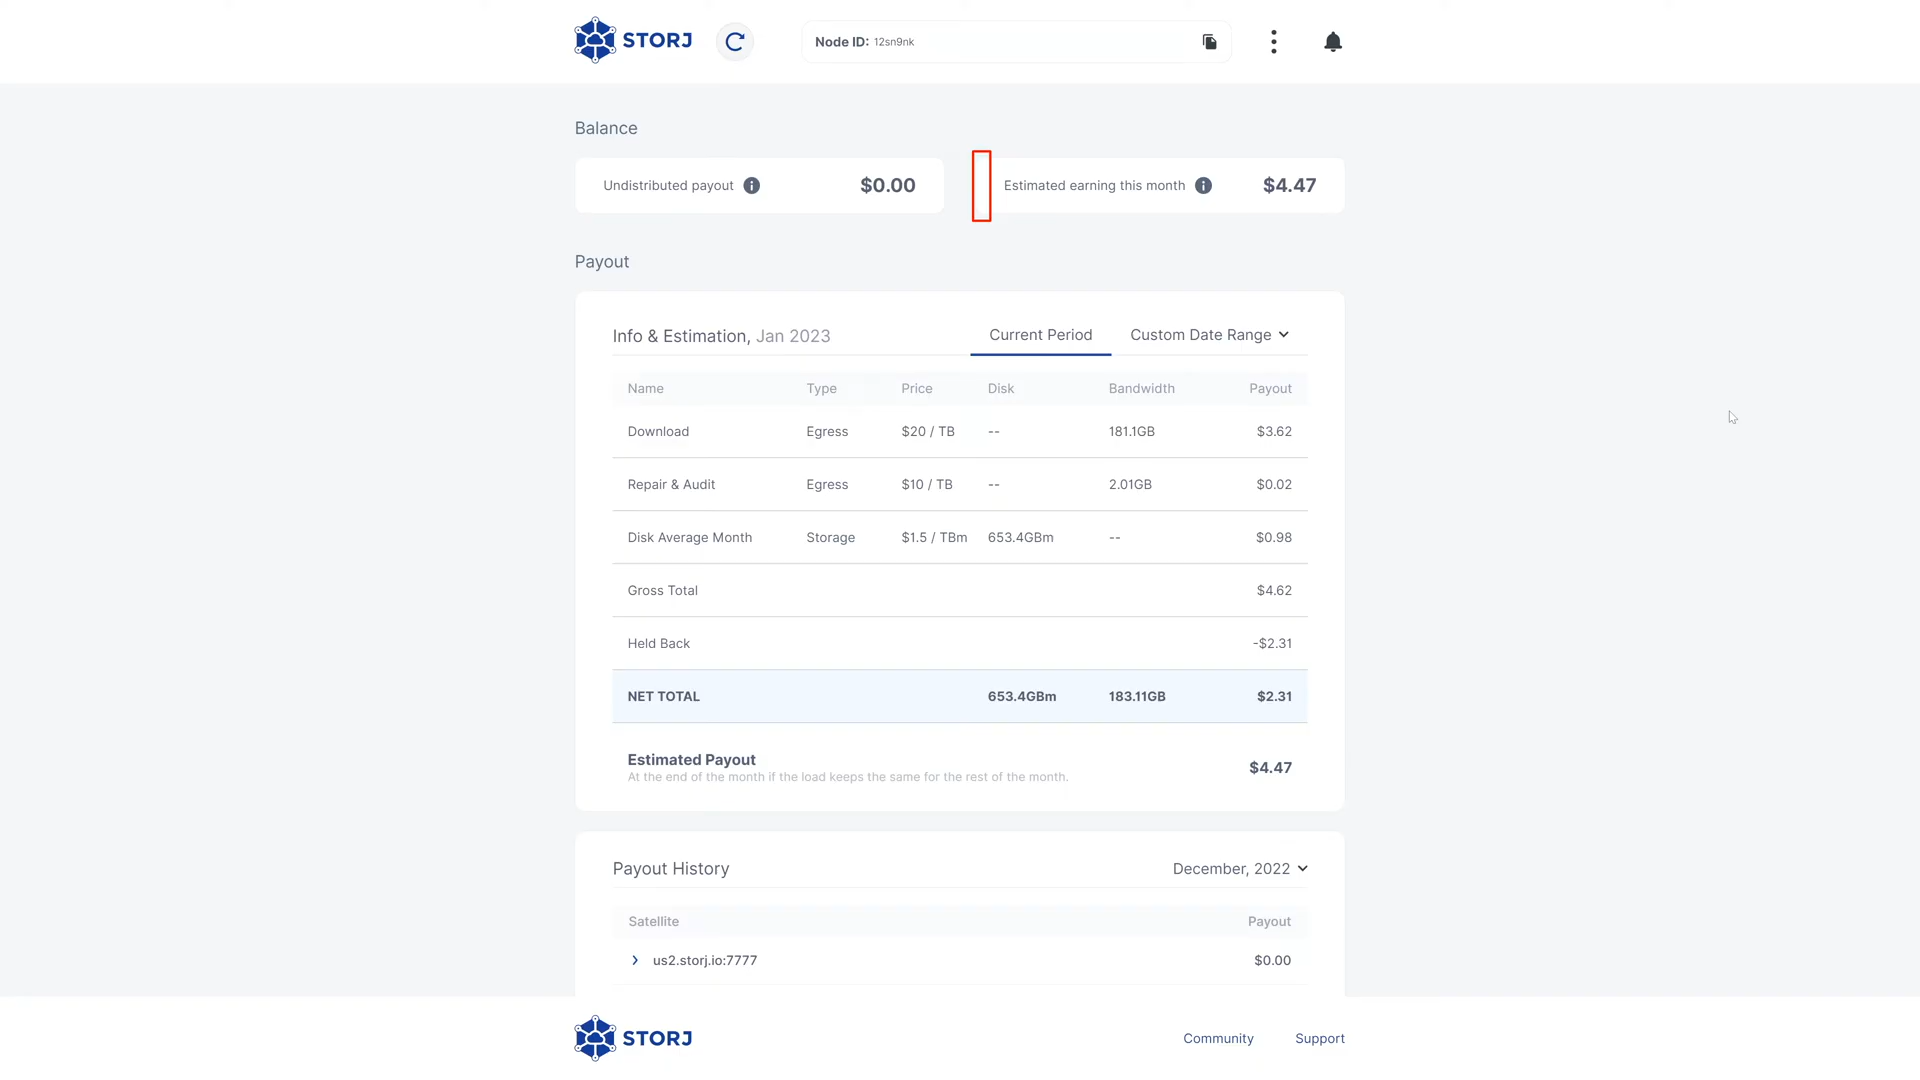 STORJ
Node ID: 12sn9nk
Balance
Undistributed payout $0.00
Estimated earning this month $4.47
Payout
Info & Estimation, Jan 2023
Current Period
Custom Date Range
Name Type Price Disk Bandwidth Payout
Download Egress $20 / TB -- 181.1GB $3.62
Repair & Audit Egress $10 / TB -- 2.01GB $0.02
Disk Average Month Storage $1.5 / TBm 653.4GBm -- $0.98
Gross Total $4.62
Held Back -$2.31
NET TOTAL 653.4GBm 183.11GB $2.31
Estimated Payout $4.47
At the end of the month if the load keeps the same for the rest of the month.
Payout History December, 2022
Satellite Payout
us2.storj.io:7777 $0.00
STORJ
Community Support